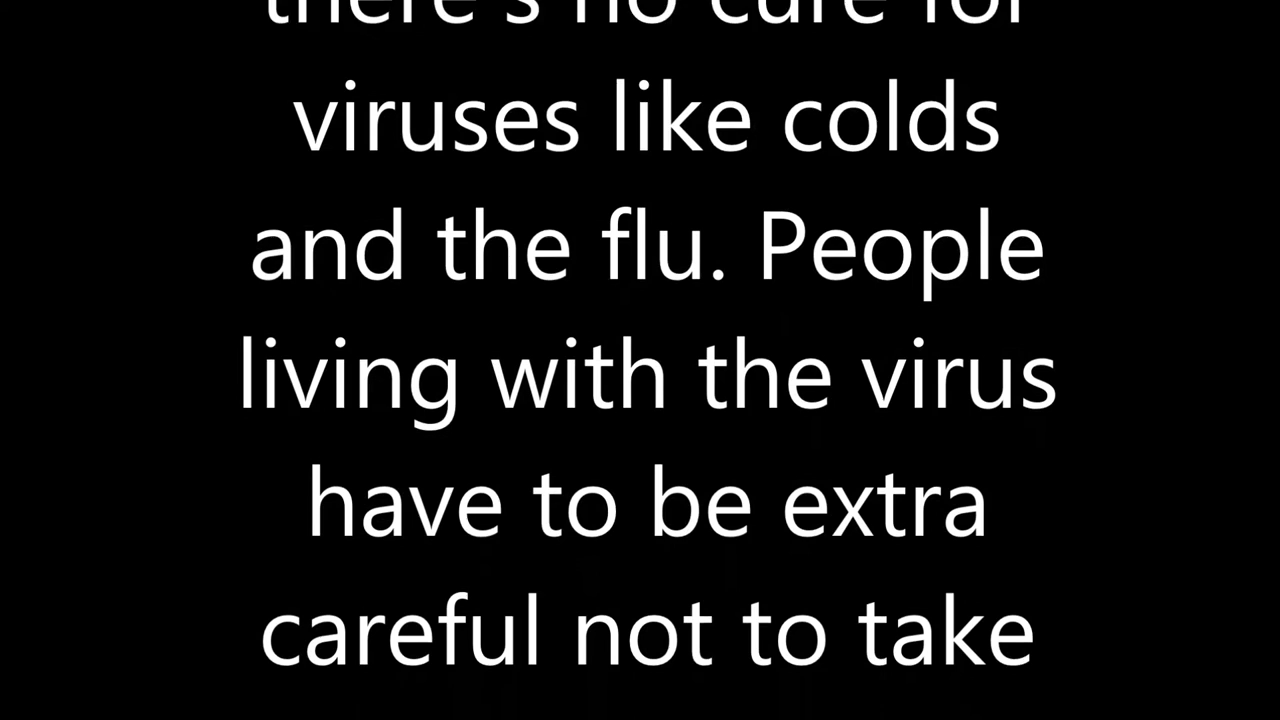 there's no cure for
viruses like colds
and the flu. People
living with the virus
have to be extra
careful not to take